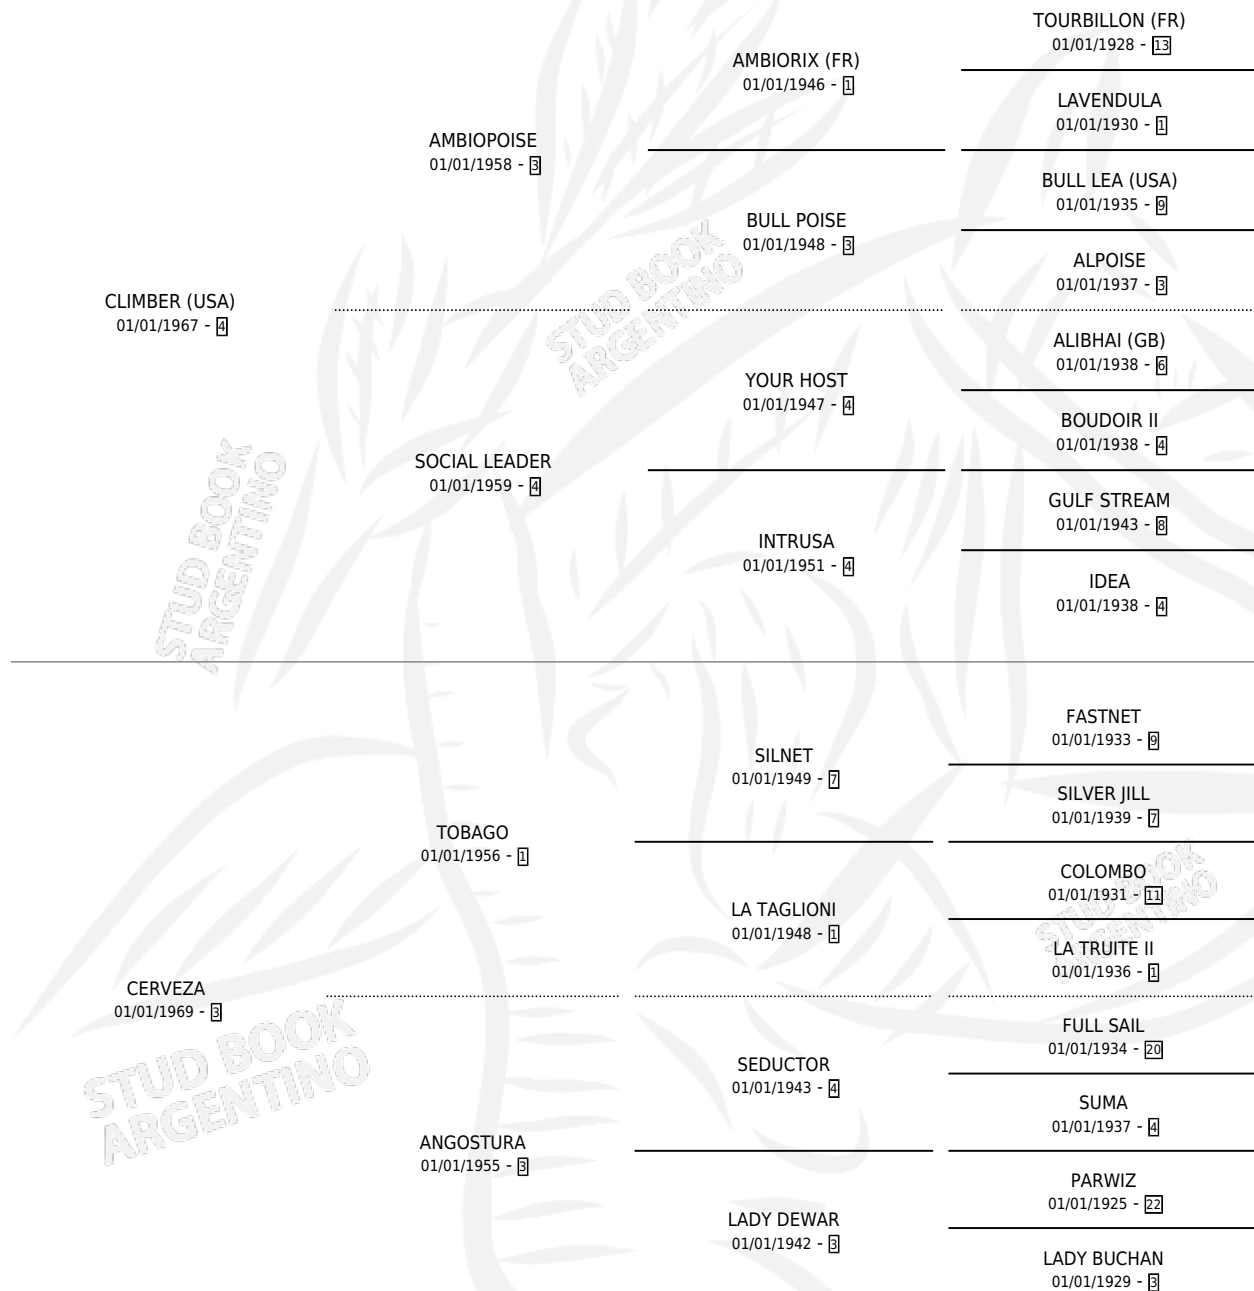 TOURBILLON (FR)
01/01/1928 - 13
AMBIORIX (FR)
01/01/1946 - 1
LAVENDULA
01/01/1930 - 1
AMBIOPOISE
01/01/1958 - 3
BULL LEA (USA)
01/01/1935 - 9
BULL POISE
01/01/1948 - 3
ALPOISE
01/01/1937 - 3
CLIMBER (USA)
01/01/1967 - 4
ALIBHAI (GB)
01/01/1938 - 6
YOUR HOST
01/01/1947 - 4
BOUDOIR II
01/01/1938 - 4
SOCIAL LEADER
01/01/1959 - 4
GULF STREAM
01/01/1943 - 8
INTRUSA
01/01/1951 - 4
IDEA
01/01/1938 - 4
FASTNET
01/01/1933 - 9
SILNET
01/01/1949 - 7
SILVER JILL
01/01/1939 - 7
TOBAGO
01/01/1956 - 1
COLOMBO
01/01/1931 - 11
LA TAGLIONI
01/01/1948 - 1
LA TRUITE II
01/01/1936 - 1
CERVEZA
01/01/1969 - 3
FULL SAIL
01/01/1934 - 20
SEDUCTOR
01/01/1943 - 4
SUMA
01/01/1937 - 4
ANGOSTURA
01/01/1955 - 3
PARWIZ
01/01/1925 - 22
LADY DEWAR
01/01/1942 - 3
LADY BUCHAN
01/01/1929 - 3
STUD BOOK
ARGENTINO
STUD BOOK
ARGENTINO
STUD BOOK
ARGENTINO
STUD BOOK
ARGENTINO